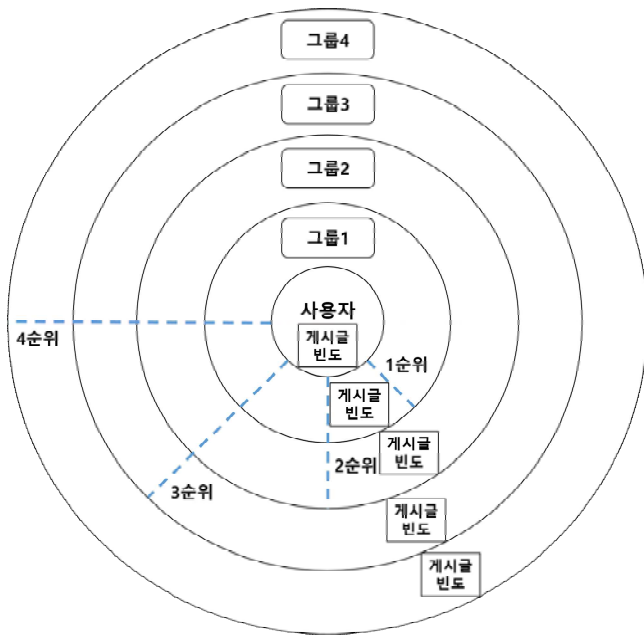 그룹4
그룹3
그룹2
그룹1
사용자
게시글
빈도
4순위
1순위
게시글
빈도
게시글
빈도
2순위
3순위
게시글
빈도
게시글
빈도